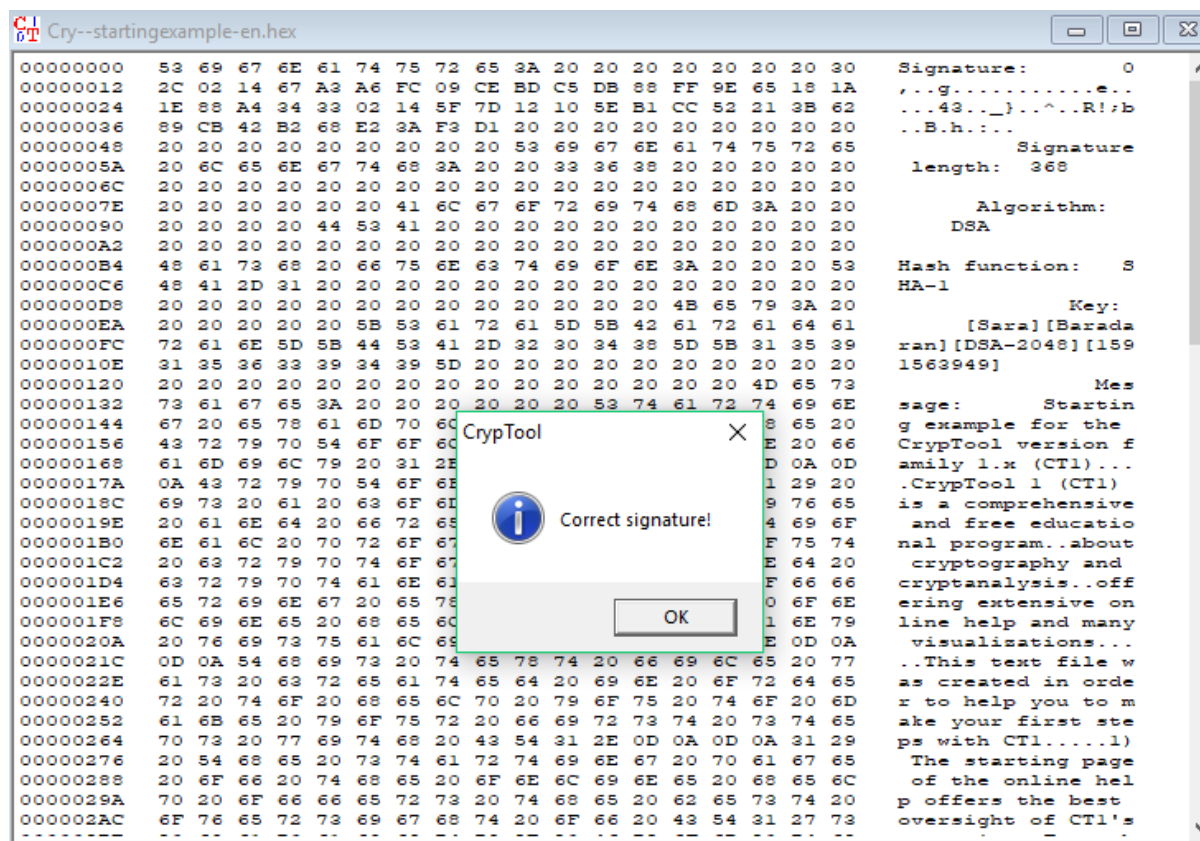 Cry--startingexample-en.hex
00000000 53 69 67 6E 61 74 75 72 65 3A 20 20 20 20 20 20 20 30 Signature: 0
00000012 2C 02 14 67 A3 A6 FC 09 CE BD C5 DB 88 FF 9E 65 18 1A ,..g...........e..
00000024 1E 88 A4 34 33 02 14 5F 7D 12 10 5E B1 CC 52 21 3B 62 ...43.._}..^..R!;b
00000036 89 CB 42 B2 68 E2 3A F3 D1 20 20 20 20 20 20 20 20 20 ..B.h.:..
00000048 20 20 20 20 20 20 20 20 20 53 69 67 6E 61 74 75 72 65 Signature
0000005A 20 6C 65 6E 67 74 68 3A 20 20 33 36 38 20 20 20 20 20 length: 368
0000006C 20 20 20 20 20 20 20 20 20 20 20 20 20 20 20 20 20 20
0000007E 20 20 20 20 20 20 41 6C 67 6F 72 69 74 68 6D 3A 20 20 Algorithm:
00000090 20 20 20 20 44 53 41 20 20 20 20 20 20 20 20 20 20 20 DSA
000000A2 20 20 20 20 20 20 20 20 20 20 20 20 20 20 20 20 20 20
000000B4 48 61 73 68 20 66 75 6E 63 74 69 6F 6E 3A 20 20 20 53 Hash function: S
000000C6 48 41 2D 31 20 20 20 20 20 20 20 20 20 20 20 20 20 20 HA-1
000000D8 20 20 20 20 20 20 20 20 20 20 20 20 20 4B 65 79 3A 20 Key:
000000EA 20 20 20 20 20 5B 53 61 72 61 5D 5B 42 61 72 61 64 61 [Sara][Barada
000000FC 72 61 6E 5D 5B 44 53 41 2D 32 30 34 38 5D 5B 31 35 39 ran][DSA-2048][159
0000010E 31 35 36 33 39 34 39 5D 20 20 20 20 20 20 20 20 20 20 1563949]
00000120 20 20 20 20 20 20 20 20 20 20 20 20 20 20 20 4D 65 73 Mes
00000132 73 61 67 65 3A 20 20 20 20 20 20 53 74 61 72 74 69 6E sage: Startin
00000144 67 20 65 78 61 6D 70 65 20 g example for the
00000156 43 72 79 70 54 6F 6F 20 66 CrypTool version f
00000168 61 6D 69 6C 79 20 31 0A 0D amily 1.x (CT1)...
0000017A 0A 43 72 79 70 54 6F 29 20 .CrypTool 1 (CT1)
0000018C 69 73 20 61 20 63 6F 76 65 is a comprehensive
0000019E 20 61 6E 64 20 66 72 69 6F and free educatio
000001B0 6E 61 6C 20 70 72 6F 75 74 nal program..about
000001C2 20 63 72 79 70 74 6F 64 20 cryptography and
000001D4 63 72 79 70 74 61 6E 66 66 cryptanalysis..off
000001E6 65 72 69 6E 67 20 65 6F 6E ering extensive on
000001F8 6C 69 6E 65 20 68 65 6E 79 line help and many
0000020A 20 76 69 73 75 61 6C 0D 0A visualizations...
0000021C 0D 0A 54 68 69 73 20 74 65 78 74 20 66 69 6C 65 20 77 ..This text file w
0000022E 61 73 20 63 72 65 61 74 65 64 20 69 6E 20 6F 72 64 65 as created in orde
00000240 72 20 74 6F 20 68 65 6C 70 20 79 6F 75 20 74 6F 20 6D r to help you to m
00000252 61 6B 65 20 79 6F 75 72 20 66 69 72 73 74 20 73 74 65 ake your first ste
00000264 70 73 20 77 69 74 68 20 43 54 31 2E 0D 0A 0D 0A 31 29 ps with CT1.....1)
00000276 20 54 68 65 20 73 74 61 72 74 69 6E 67 20 70 61 67 65 The starting page
00000288 20 6F 66 20 74 68 65 20 6F 6E 6C 69 6E 65 20 68 65 6C of the online hel
0000029A 70 20 6F 66 66 65 72 73 20 74 68 65 20 62 65 73 74 20 p offers the best
000002AC 6F 76 65 72 73 69 67 68 74 20 6F 66 20 43 54 31 27 73 oversight of CT1's
CrypTool
Correct signature!
OK